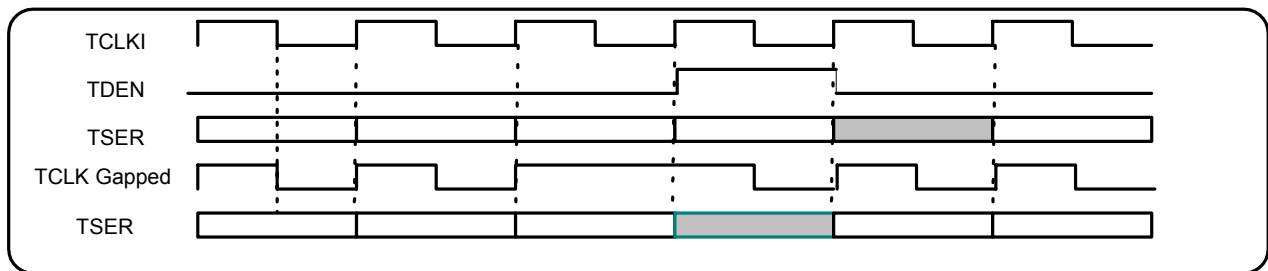 TCLKI
TDEN
TSER
TCLK Gapped
TSER